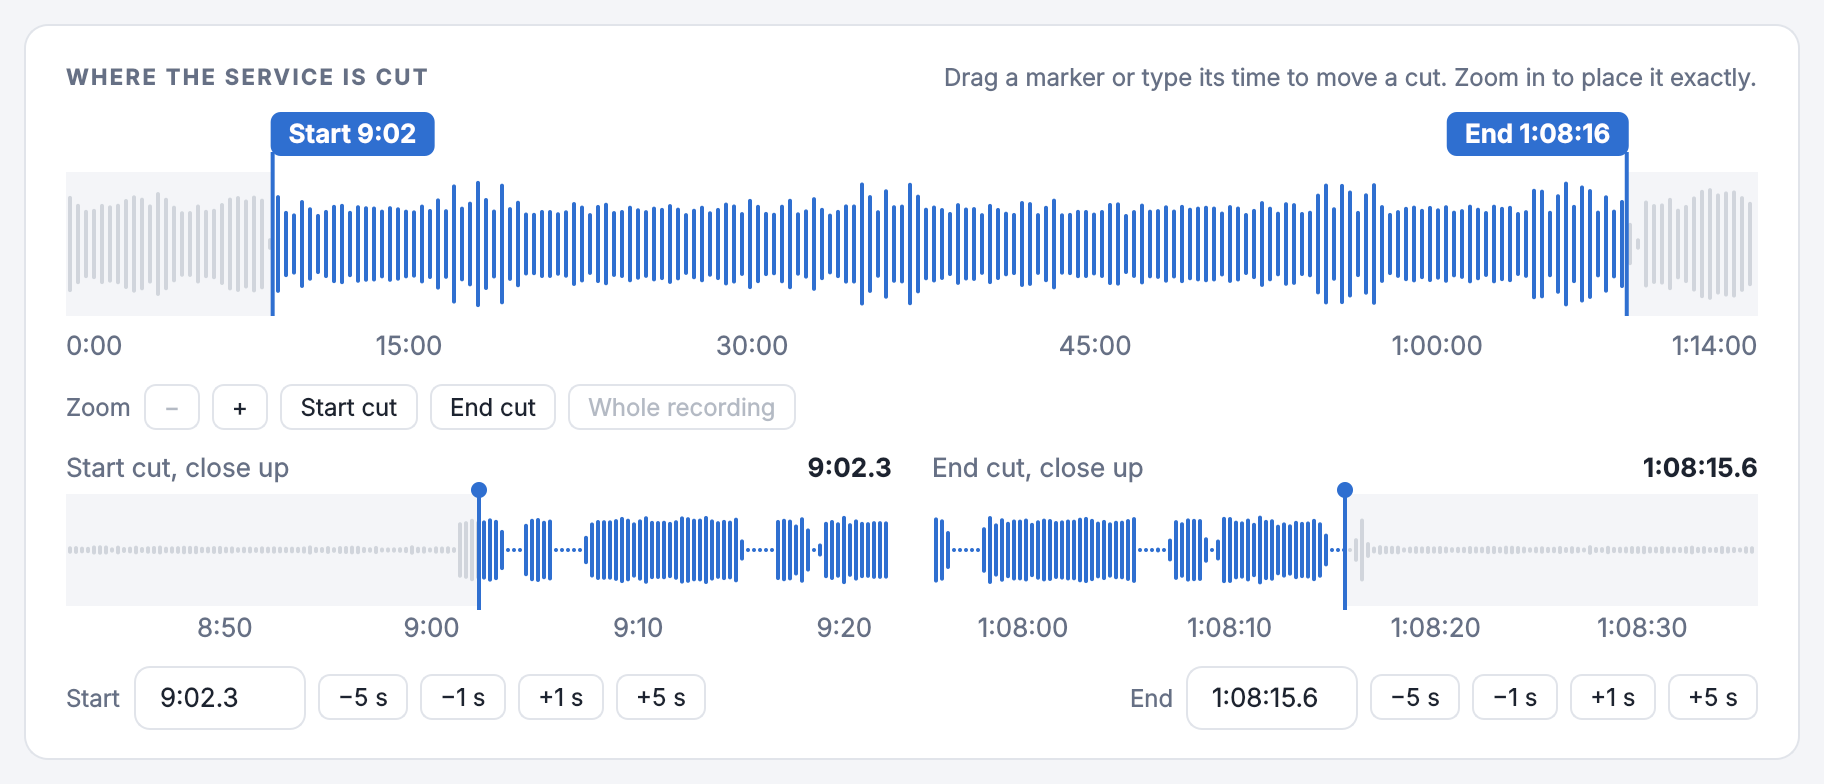 WHERE THE SERVICE IS CUT
Drag a marker or type its time to move a cut. Zoom in to place it exactly.
Start 9:02
End 1:08:16
0:00 15:00 30:00 45:00 1:00:00 1:14:00
Zoom − + Start cut End cut Whole recording
Start cut, close up 9:02.3
End cut, close up 1:08:15.6
8:50 9:00 9:10 9:20
1:08:00 1:08:10 1:08:20 1:08:30
Start 9:02.3 −5 s −1 s +1 s +5 s
End 1:08:15.6 −5 s −1 s +1 s +5 s